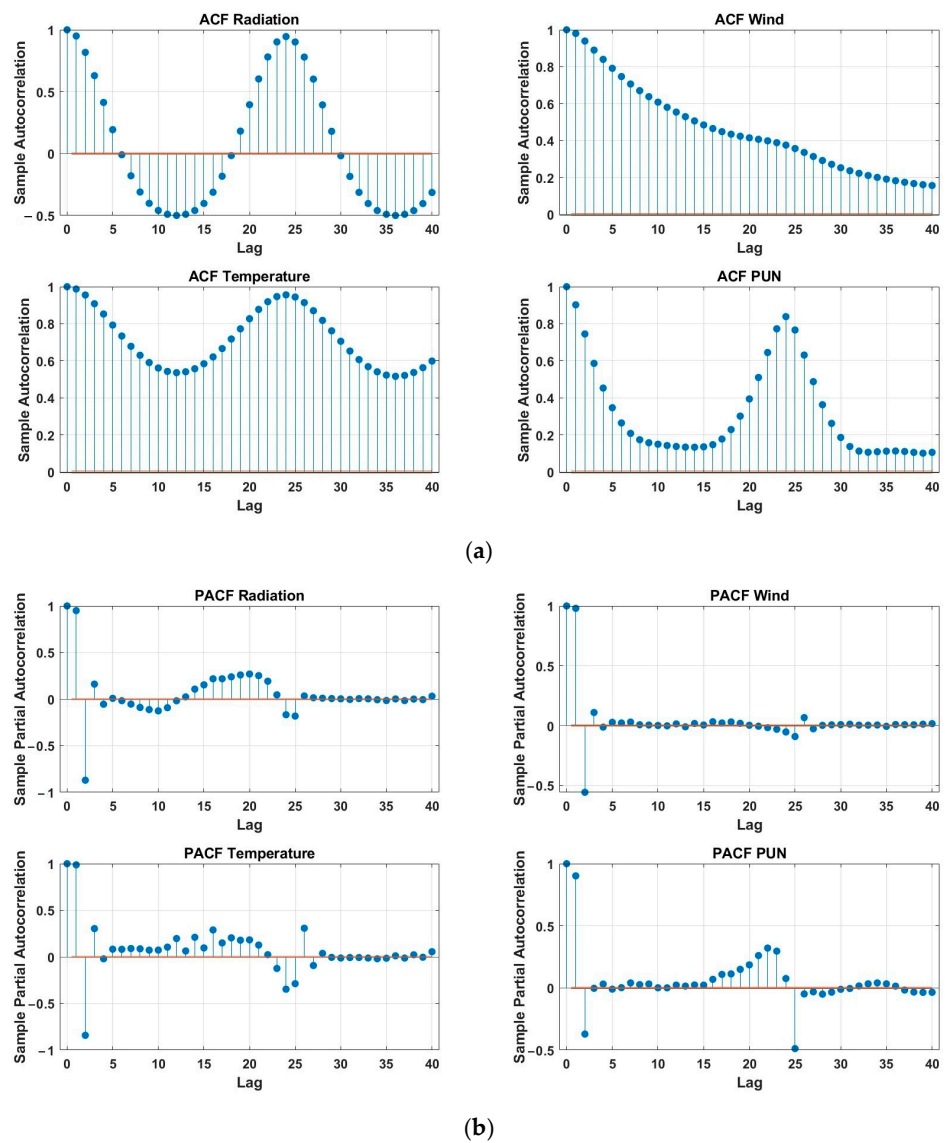 ACF Radiation
Sample Autocorrelation
1
0.5
0
−0.5
0 5 10 15 20 25 30 35 40
Lag
ACF Wind
Sample Autocorrelation
1
0.8
0.6
0.4
0.2
0
0 5 10 15 20 25 30 35 40
Lag
ACF Temperature
Sample Autocorrelation
1
0.8
0.6
0.4
0.2
0
0 5 10 15 20 25 30 35 40
Lag
ACF PUN
Sample Autocorrelation
1
0.8
0.6
0.4
0.2
0
0 5 10 15 20 25 30 35 40
Lag
(a)
PACF Radiation
Sample Partial Autocorrelation
1
0.5
0
−0.5
−1
0 5 10 15 20 25 30 35 40
Lag
PACF Wind
Sample Partial Autocorrelation
1
0.5
0
−0.5
0 5 10 15 20 25 30 35 40
Lag
PACF Temperature
Sample Partial Autocorrelation
1
0.5
0
−0.5
−1
0 5 10 15 20 25 30 35 40
Lag
PACF PUN
Sample Partial Autocorrelation
1
0.5
0
−0.5
0 5 10 15 20 25 30 35 40
Lag
(b)